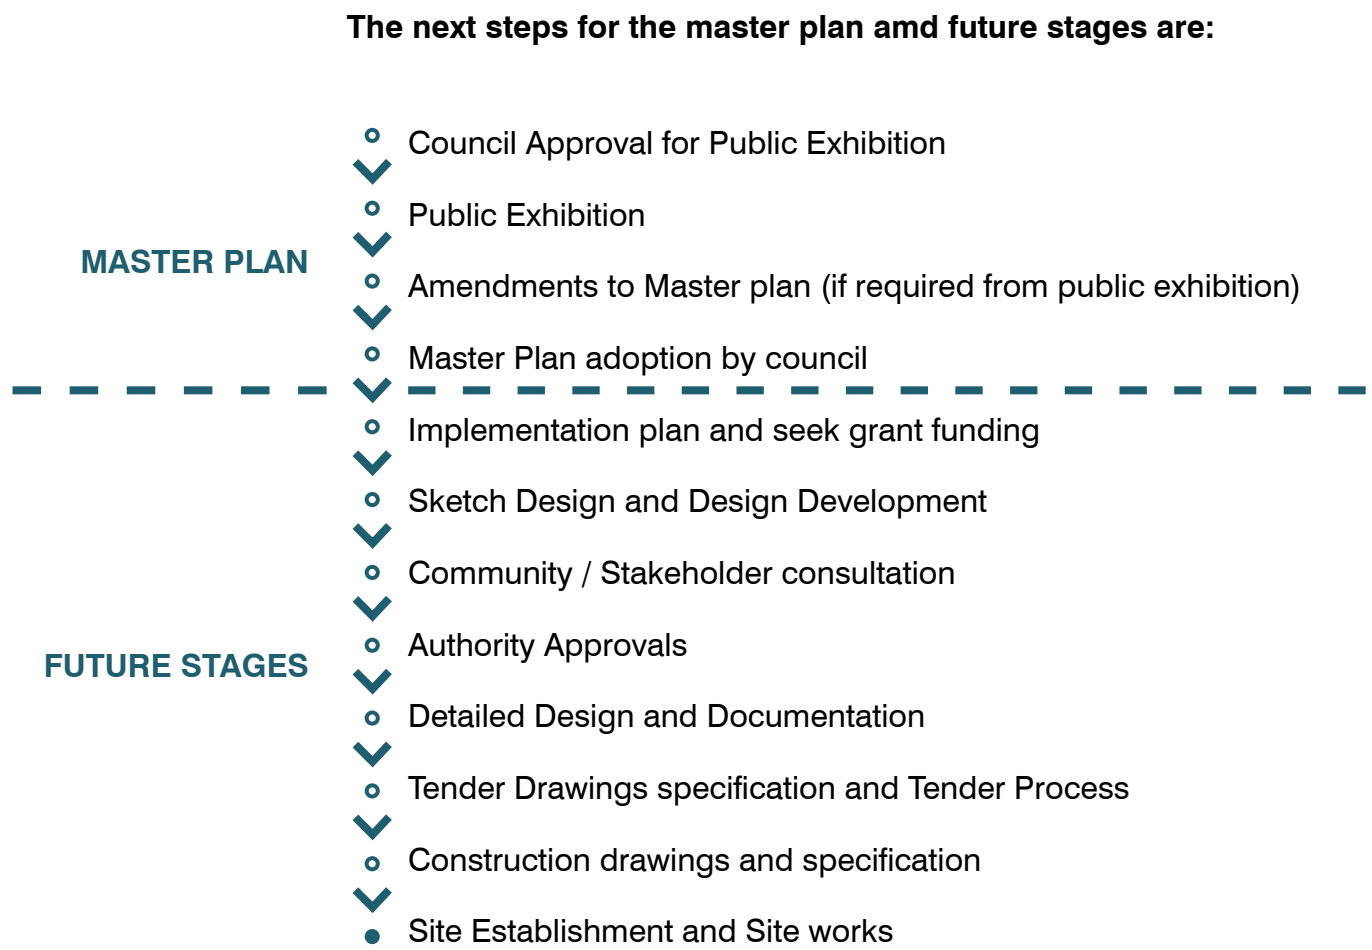 The next steps for the master plan amd future stages are:
MASTER PLAN
Council Approval for Public Exhibition
Public Exhibition
Amendments to Master plan (if required from public exhibition)
Master Plan adoption by council
FUTURE STAGES
Implementation plan and seek grant funding
Sketch Design and Design Development
Community / Stakeholder consultation
Authority Approvals
Detailed Design and Documentation
Tender Drawings specification and Tender Process
Construction drawings and specification
Site Establishment and Site works